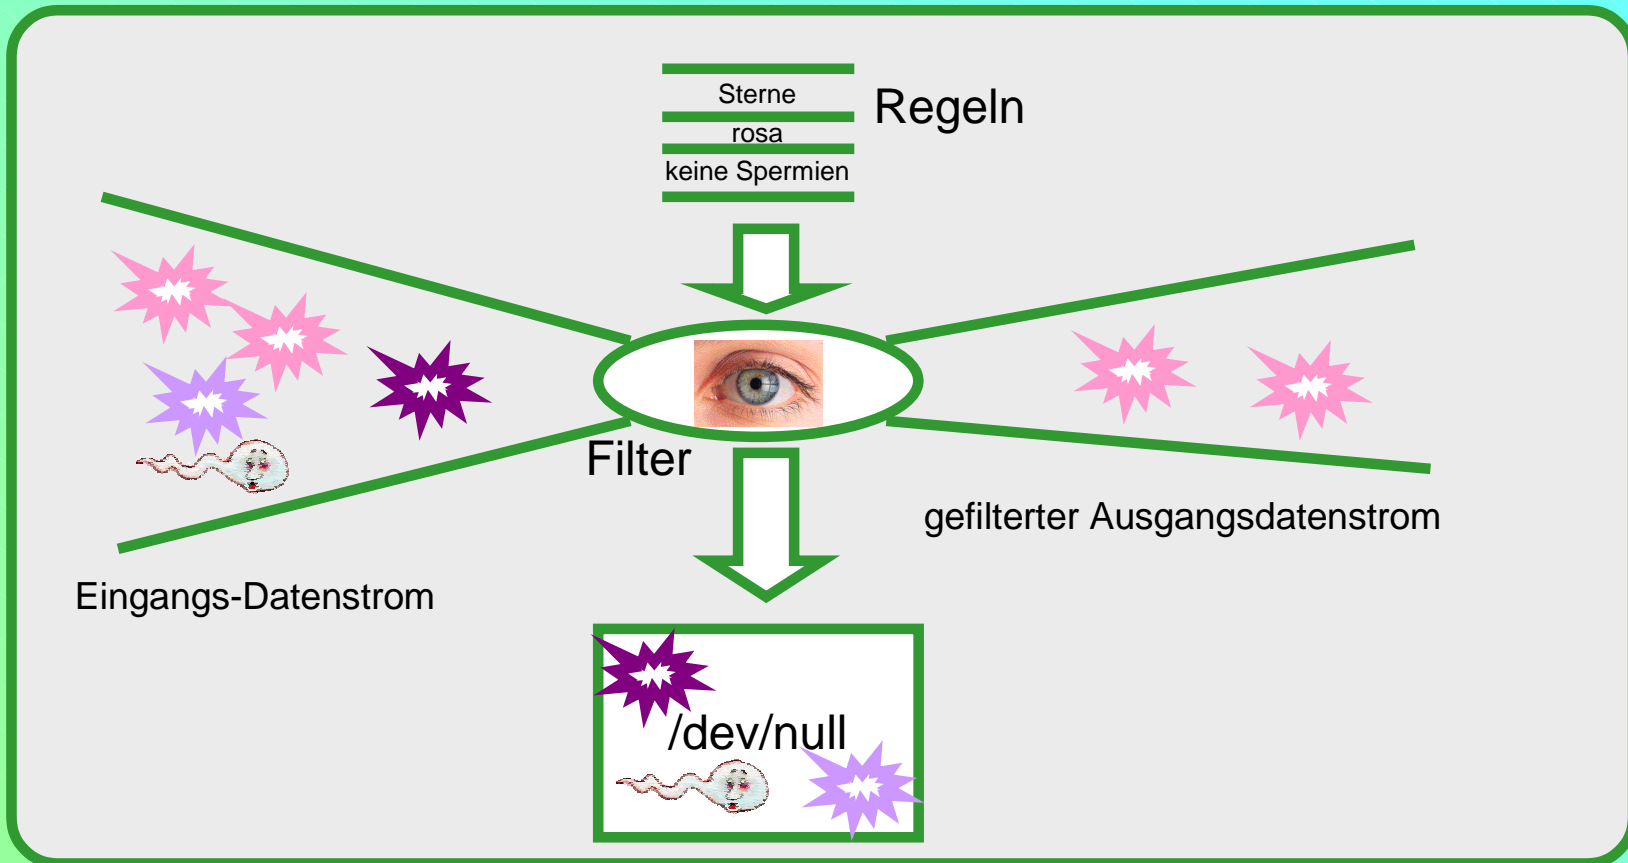 Sterne
Regeln
rosa
keine Spermien
Filter
gefilterter Ausgangsdatenstrom
Eingangs-Datenstrom
/dev/null